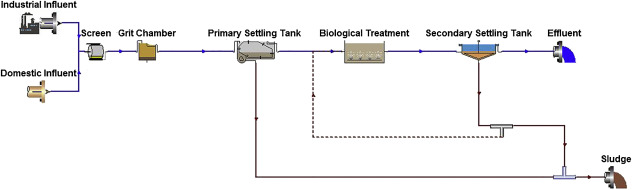 Industrial Influent
Screen
Grit Chamber
Primary Settling Tank
Biological Treatment
Secondary Settling Tank
Effluent
Domestic Influent
Sludge